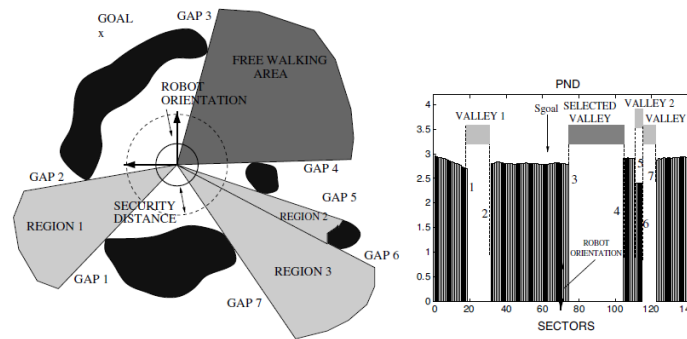 GOAL
x
GAP 3
FREE WALKING
AREA
ROBOT
ORIENTATION
GAP 2
GAP 4
SECURITY
DISTANCE
GAP 5
REGION 1
REGION 2
GAP 6
REGION 3
GAP 1
GAP 7
PND
VALLEY 2
VALLEY 1
Sgoal
SELECTED
VALLEY
VALLEY
4
3.5
3
2.5
2
1.5
1
0.5
0
1
2
3
4
5
6
7
ROBOT
ORIENTATION
0 20 40 60 80 100 120 140
SECTORS